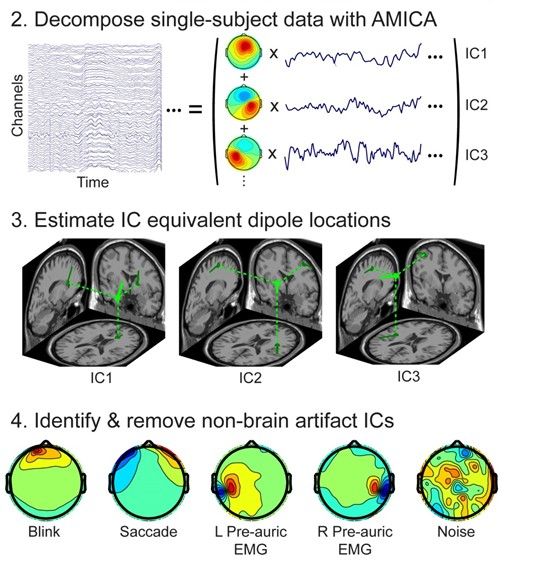 2. Decompose single-subject data with AMICA
Channels
Time
... =
x
IC1
+
x
IC2
+
x
IC3
3. Estimate IC equivalent dipole locations
IC1
IC2
IC3
4. Identify & remove non-brain artifact ICs
Blink
Saccade
L Pre-auric
EMG
R Pre-auric
EMG
Noise